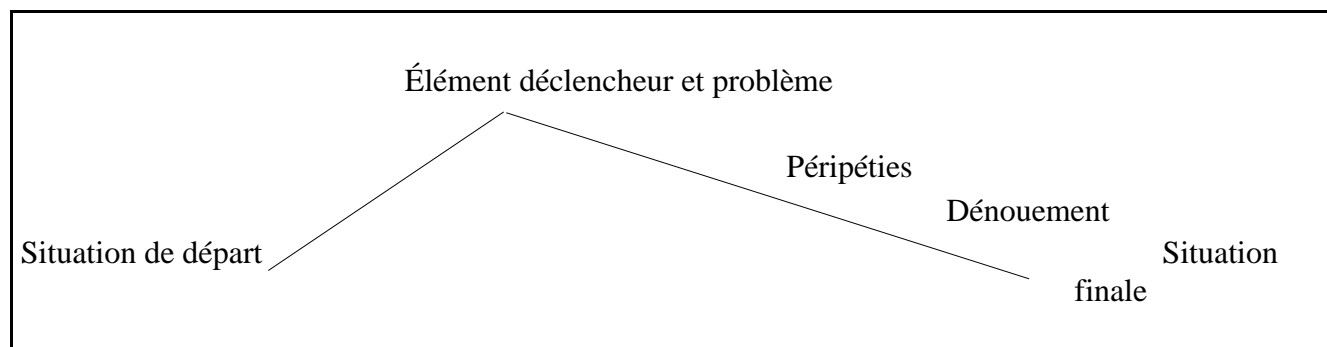 Élément déclencheur et problème
Péripéties
Dénouement
Situation de départ
Situation
finale